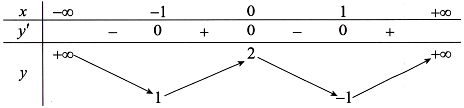 x −∞ −1 0 1 +∞
y' − 0 + 0 − 0 +
+∞ 2 +∞
y
1 −1